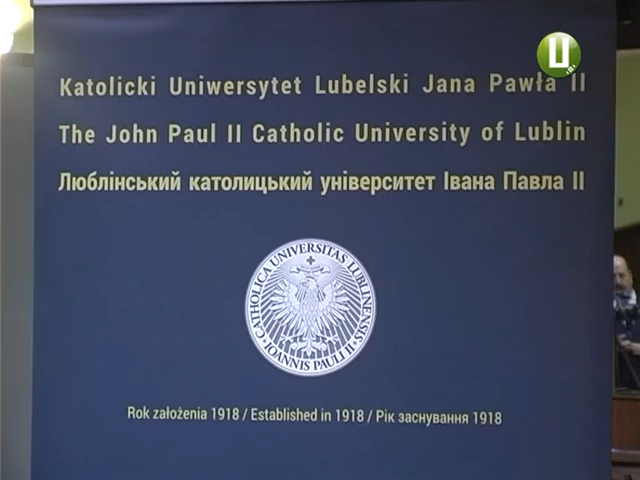 Ц
Katolicki Uniwersytet Lubelski Jana Pawła II
The John Paul II Catholic University of Lublin
Люблінський католицький університет Івана Павла II
CATHOLICA UNIVERSITAS LUBLINENSIS
IOANNIS PAULI II
Rok założenia 1918 / Established in 1918 / Рік заснування 1918